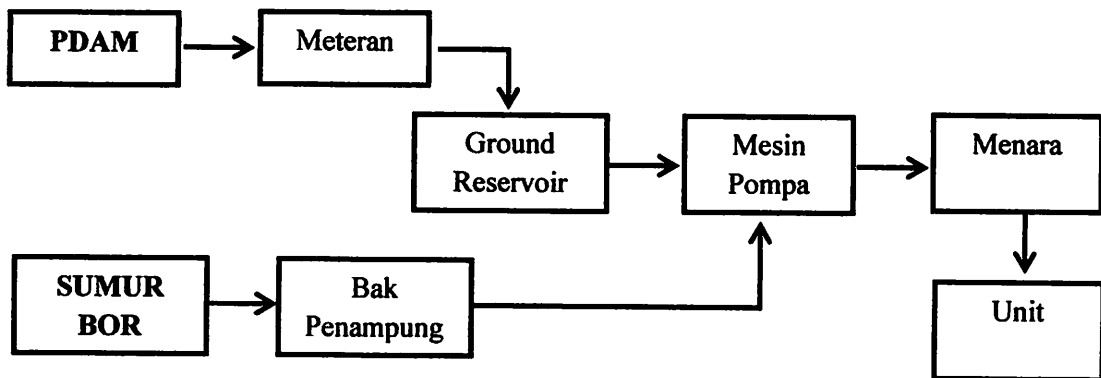 PDAM
Meteran
Ground
Reservoir
Mesin
Pompa
Menara
SUMUR
BOR
Bak
Penampung
Unit